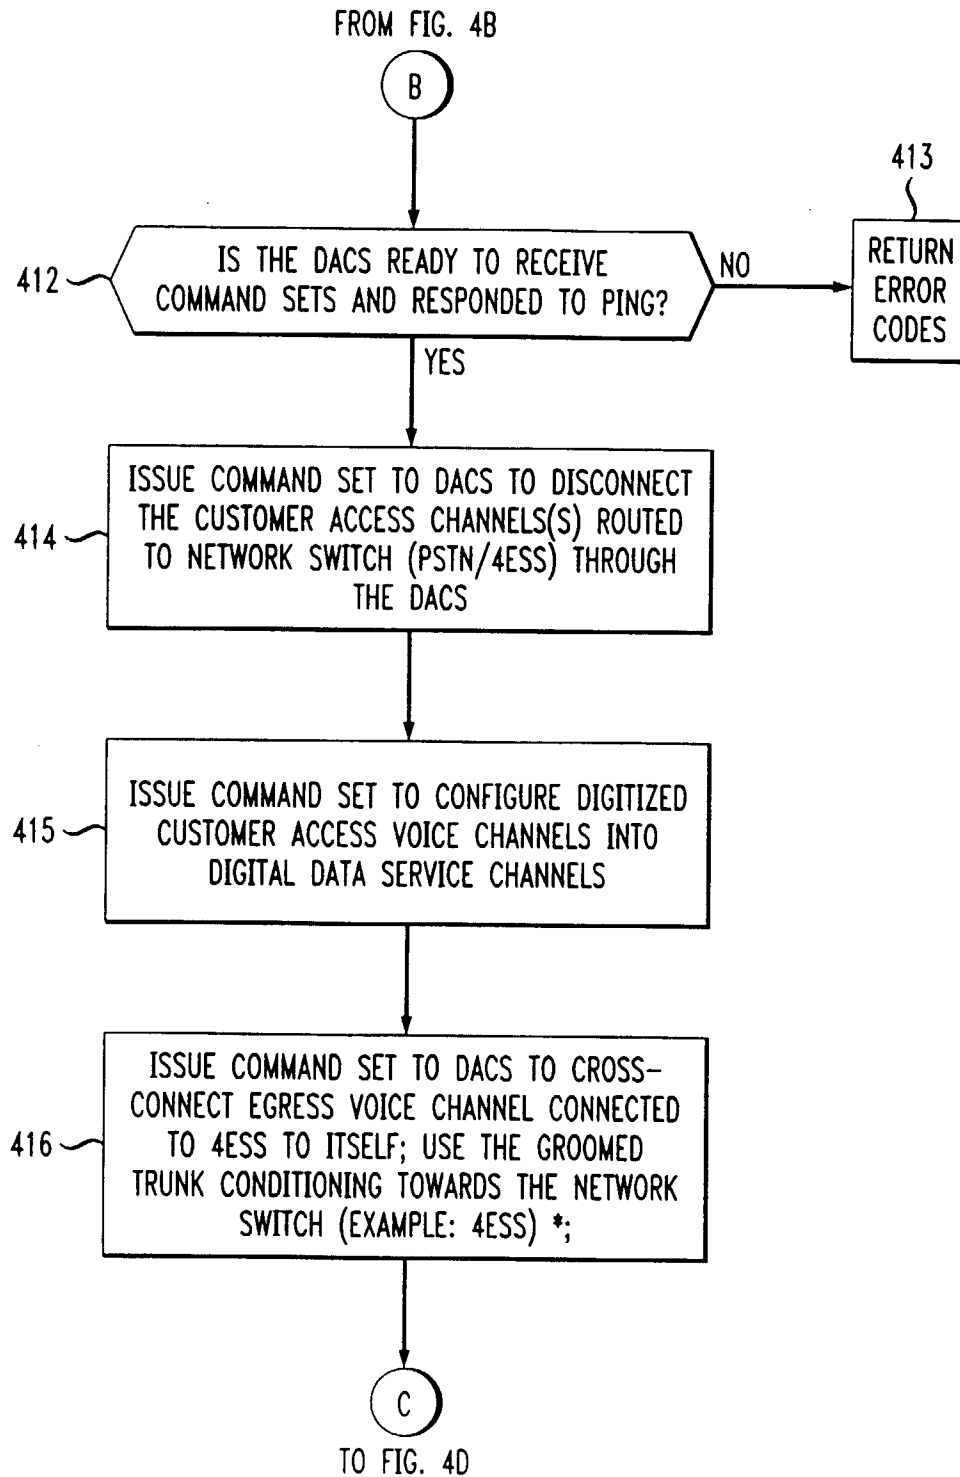 FROM FIG. 4B
B
413
412
IS THE DACS READY TO RECEIVE
COMMAND SETS AND RESPONDED TO PING?
NO
RETURN
ERROR
CODES
YES
414
ISSUE COMMAND SET TO DACS TO DISCONNECT
THE CUSTOMER ACCESS CHANNELS(S) ROUTED
TO NETWORK SWITCH (PSTN/4ESS) THROUGH
THE DACS
415
ISSUE COMMAND SET TO CONFIGURE DIGITIZED
CUSTOMER ACCESS VOICE CHANNELS INTO
DIGITAL DATA SERVICE CHANNELS
416
ISSUE COMMAND SET TO DACS TO CROSS-
CONNECT EGRESS VOICE CHANNEL CONNECTED
TO 4ESS TO ITSELF; USE THE GROOMED
TRUNK CONDITIONING TOWARDS THE NETWORK
SWITCH (EXAMPLE: 4ESS) *;
C
TO FIG. 4D